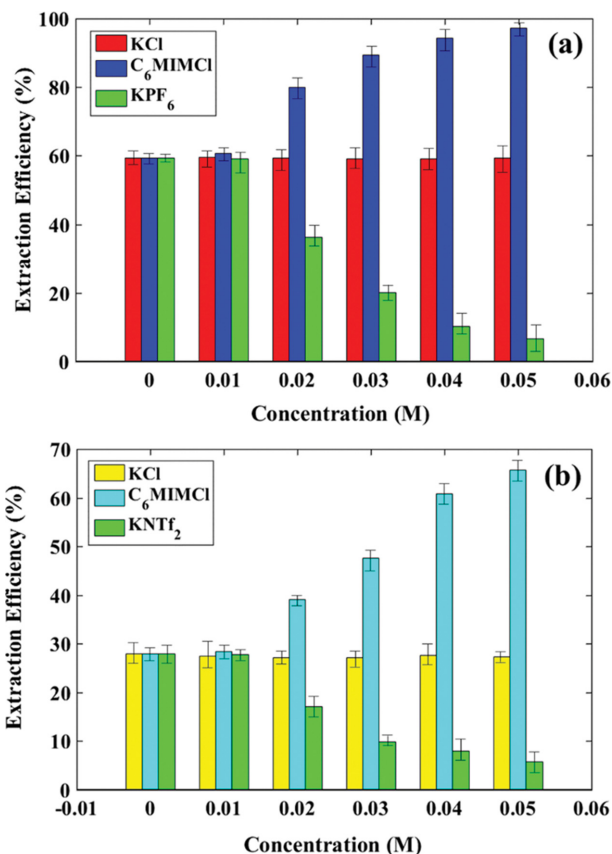 (a)
KCl
C₆MIMCl
KPF₆
Extraction Efficiency (%)
100
80
60
40
20
0
0 0.01 0.02 0.03 0.04 0.05 0.06
Concentration (M)
(b)
KCl
C₆MIMCl
KNTf₂
Extraction Efficiency (%)
70
60
50
40
30
20
10
0
-0.01 0 0.01 0.02 0.03 0.04 0.05 0.06
Concentration (M)